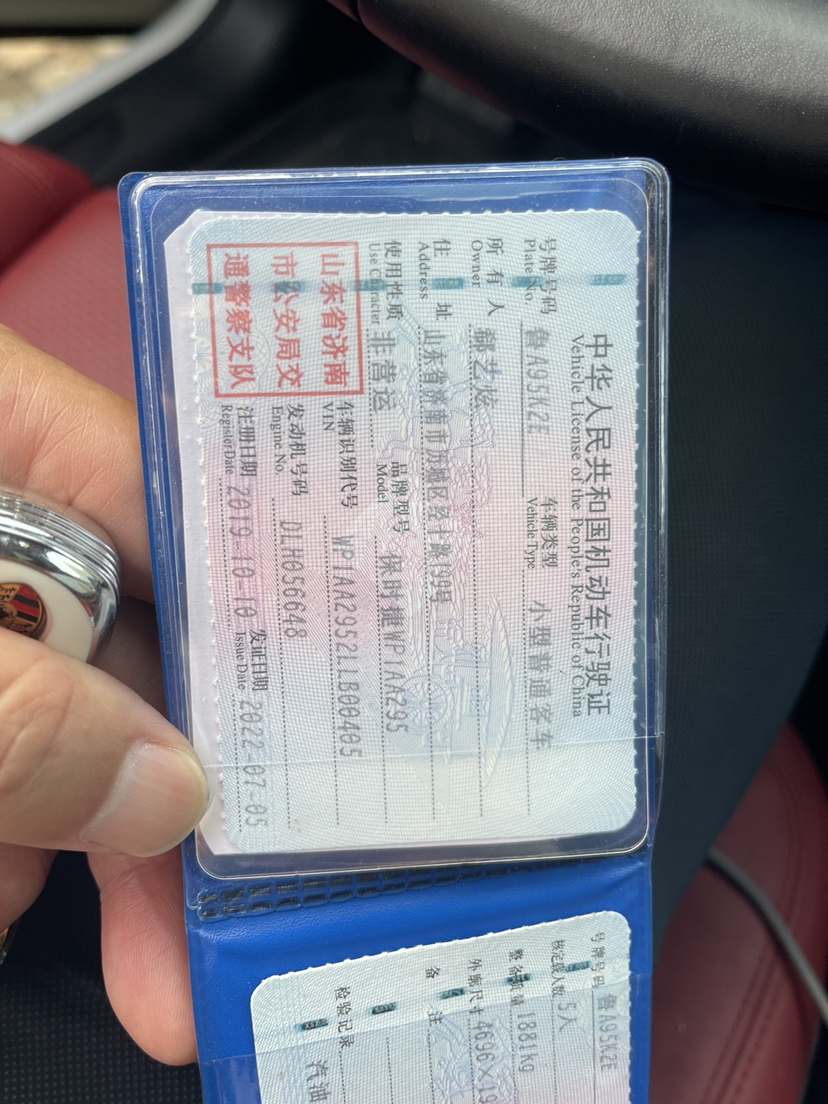 中华人民共和国机动车行驶证
Vehicle License of the People's Republic of China
号牌号码 鲁A95K2E 车辆类型 小型普通客车
Plate No. Vehicle Type
所有人
Owner
住址 山东省济南市历城区经十路199号
Address
使用性质 非营运 品牌型号 保时捷WP1AA295
Use Character Model
山东省济南
市公安局交
通警察支队
车辆识别代号 WP1AA2952LLB00405
VIN
发动机号码 DLH056648
Engine No.
注册日期 2019-10-10 发证日期 2022-07-05
Register Date Issue Date
号牌号码 鲁A95K2E
核定载人数 5人
整备质量 1881kg
外廓尺寸 4696×19
备注
检验记录 汽油